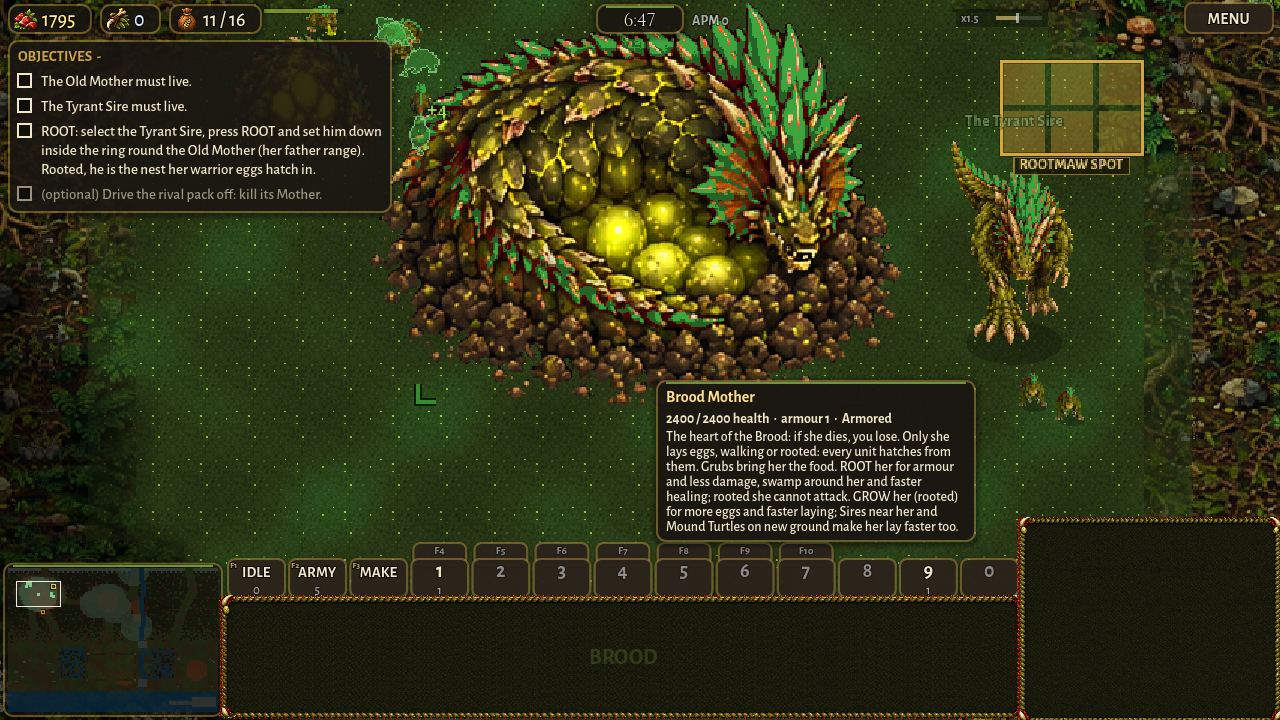 1795
0
11 / 16
6:47
APM 0
x1.5
MENU
OBJECTIVES -
The Old Mother must live.
The Tyrant Sire must live.
ROOT: select the Tyrant Sire, press ROOT and set him down
inside the ring round the Old Mother (her father range).
Rooted, he is the nest her warrior eggs hatch in.
(optional) Drive the rival pack off: kill its Mother.
+4
The Tyrant Sire
ROOTMAW SPOT
Brood Mother
2400 / 2400 health · armour 1 · Armored
The heart of the Brood: if she dies, you lose. Only she
lays eggs, walking or rooted: every unit hatches from
them. Grubs bring her the food. ROOT her for armour
and less damage, swamp around her and faster
healing; rooted she cannot attack. GROW her (rooted)
for more eggs and faster laying; Sires near her and
Mound Turtles on new ground make her lay faster too.
F4 F5 F6 F7 F8 F9 F10
F1 IDLE F2 ARMY F3 MAKE 1 2 3 4 5 6 7 8 9 0
0 5 1 1
BROOD